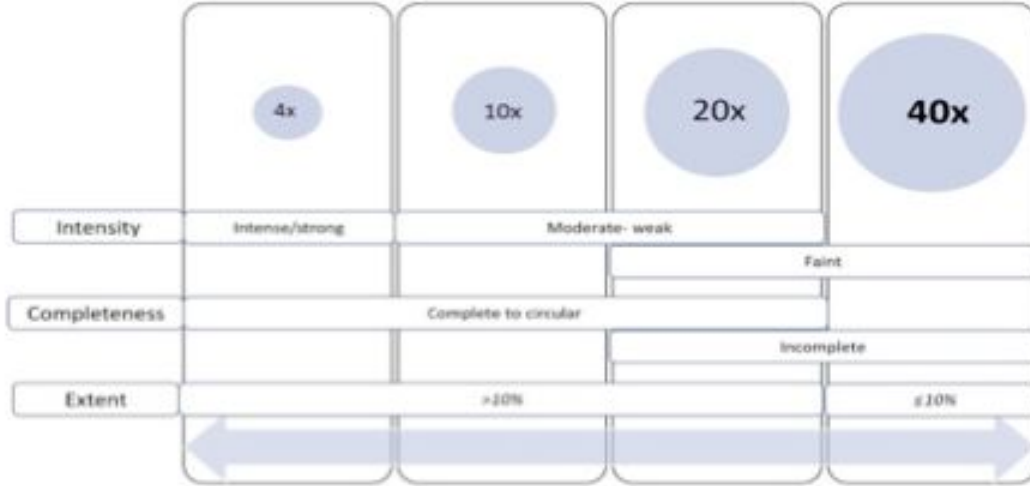 4x
10x
20x
40x
Intensity
Intense/strong
Moderate- weak
Faint
Completeness
Complete to circular
Incomplete
Extent
>10%
≤10%